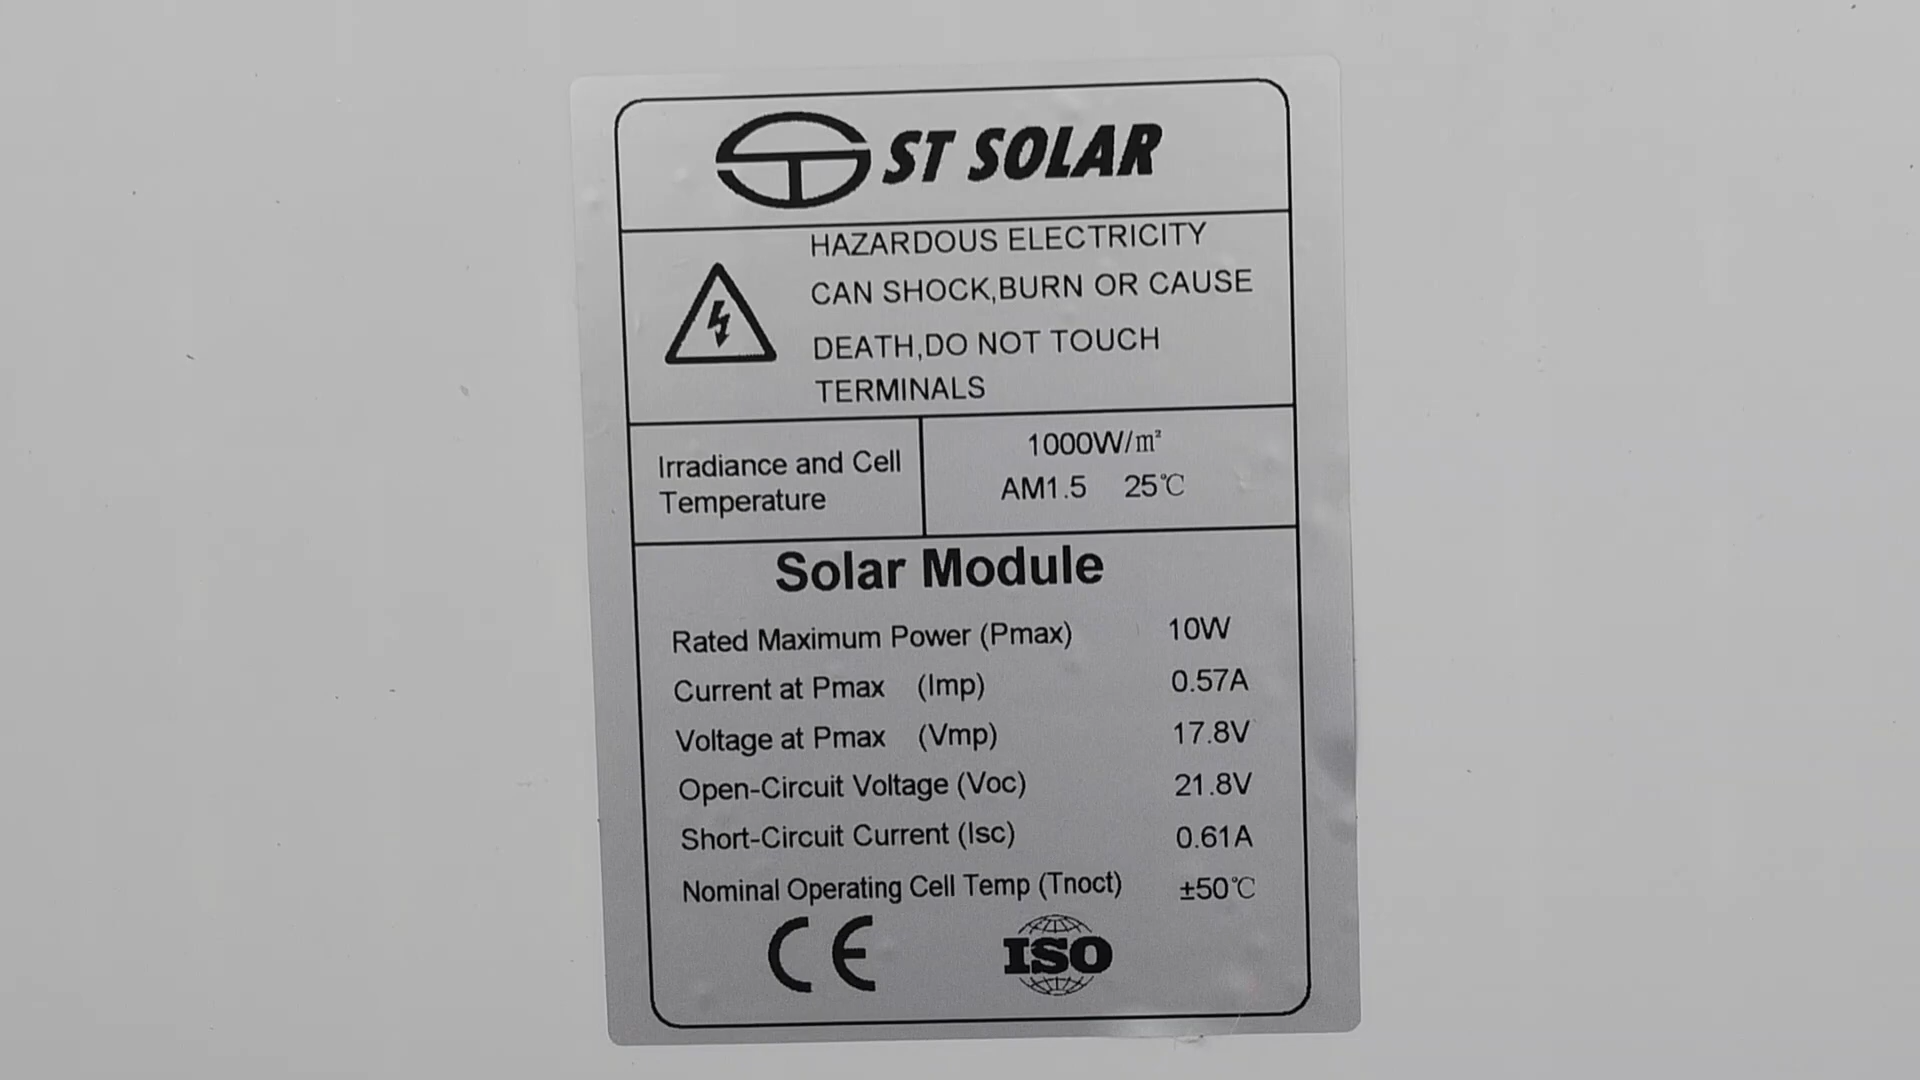 ST SOLAR
HAZARDOUS ELECTRICITY
CAN SHOCK,BURN OR CAUSE
DEATH,DO NOT TOUCH
TERMINALS
Irradiance and Cell
Temperature
1000W/m²
AM1.5 25℃
Solar Module
Rated Maximum Power (Pmax) 10W
Current at Pmax (Imp) 0.57A
Voltage at Pmax (Vmp) 17.8V
Open-Circuit Voltage (Voc) 21.8V
Short-Circuit Current (Isc) 0.61A
Nominal Operating Cell Temp (Tnoct) ±50℃
CE ISO